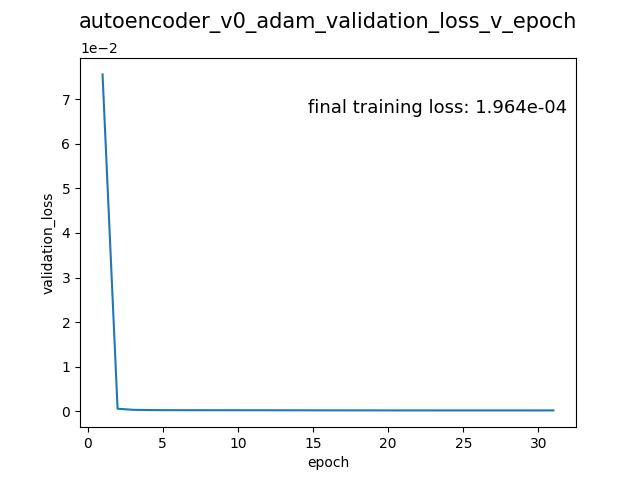 autoencoder_v0_adam_validation_loss_v_epoch
1e−2
final training loss: 1.964e-04
7
6
5
4
3
2
1
0
validation_loss
0 5 10 15 20 25 30
epoch